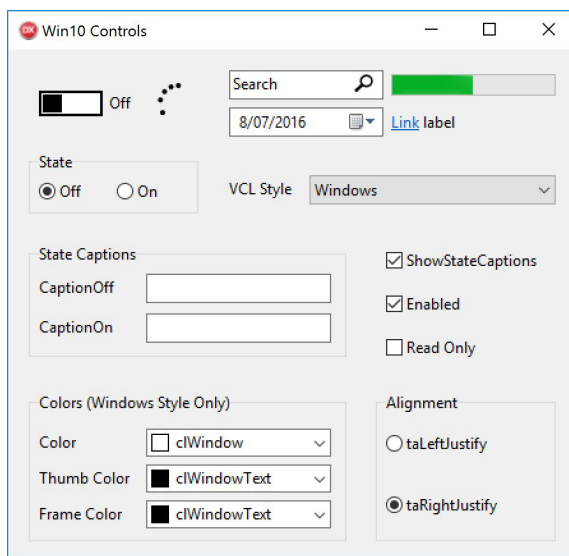 DX Win10 Controls
Off
Search
8/07/2016
Link label
State
Off On
VCL Style Windows
State Captions
CaptionOff
CaptionOn
ShowStateCaptions
Enabled
Read Only
Colors (Windows Style Only)
Color clWindow
Thumb Color clWindowText
Frame Color clWindowText
Alignment
taLeftJustify
taRightJustify